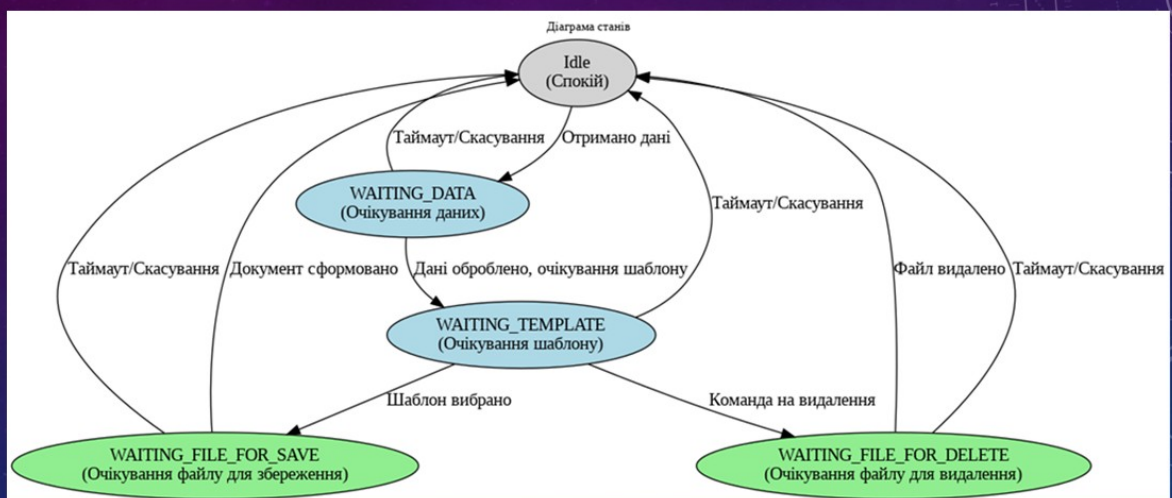 Діаграма станів
Idle
(Спокій)
Таймаут/Скасування
Отримано дані
WAITING_DATA
(Очікування даних)
Таймаут/Скасування
Таймаут/Скасування
Документ сформовано
Дані оброблено, очікування шаблону
Файл видалено
Таймаут/Скасування
WAITING_TEMPLATE
(Очікування шаблону)
Шаблон вибрано
Команда на видалення
WAITING_FILE_FOR_SAVE
(Очікування файлу для збереження)
WAITING_FILE_FOR_DELETE
(Очікування файлу для видалення)